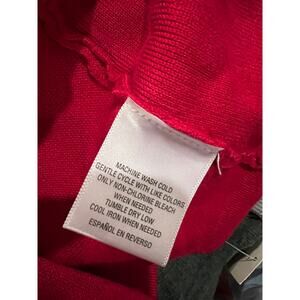 MACHINE WASH COLD
GENTLE CYCLE WITH LIKE COLORS
ONLY NON-CHLORINE BLEACH
WHEN NEEDED
TUMBLE DRY LOW
COOL IRON WHEN NEEDED
ESPAÑOL EN REVERSO